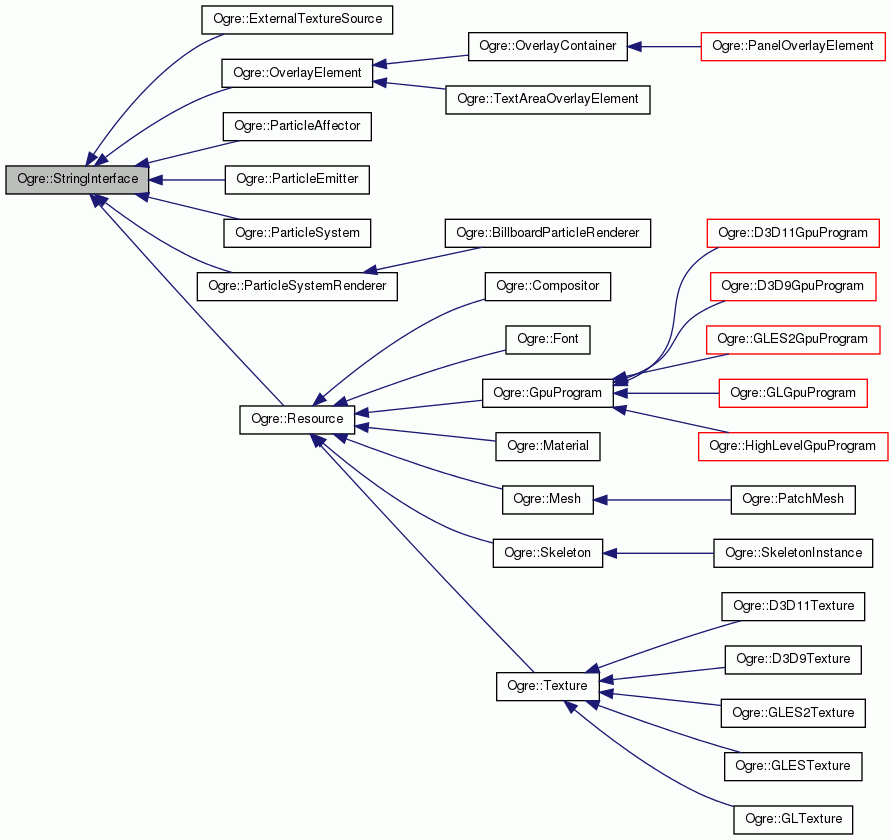 Ogre::ExternalTextureSource
Ogre::OverlayContainer
Ogre::PanelOverlayElement
Ogre::OverlayElement
Ogre::TextAreaOverlayElement
Ogre::ParticleAffector
Ogre::StringInterface
Ogre::ParticleEmitter
Ogre::ParticleSystem
Ogre::BillboardParticleRenderer
Ogre::D3D11GpuProgram
Ogre::ParticleSystemRenderer
Ogre::Compositor
Ogre::D3D9GpuProgram
Ogre::Font
Ogre::GLES2GpuProgram
Ogre::GpuProgram
Ogre::GLGpuProgram
Ogre::Resource
Ogre::Material
Ogre::HighLevelGpuProgram
Ogre::Mesh
Ogre::PatchMesh
Ogre::Skeleton
Ogre::SkeletonInstance
Ogre::D3D11Texture
Ogre::D3D9Texture
Ogre::Texture
Ogre::GLES2Texture
Ogre::GLESTexture
Ogre::GLTexture